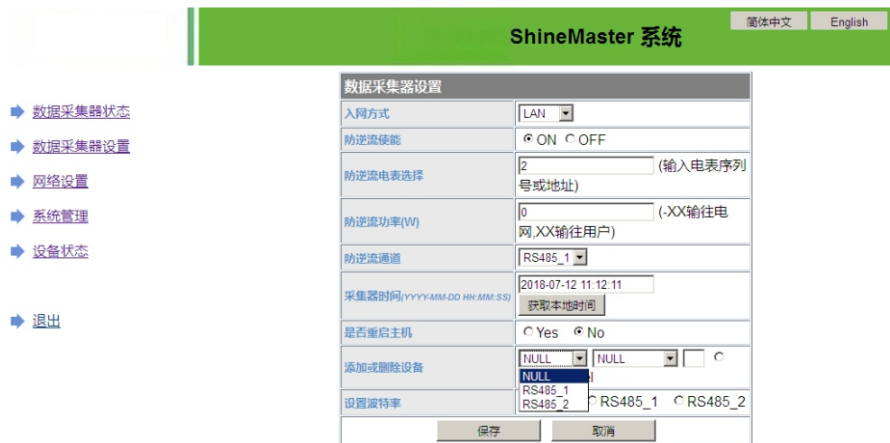 简体中文
English
ShineMaster 系统
数据采集器状态
数据采集器设置
网络设置
系统管理
设备状态
退出
数据采集器设置
入网方式
LAN
防逆流使能
ON OFF
防逆流电表选择
2 (输入电表序列
号或地址)
防逆流功率(W)
0 (-XX输往电
网,XX输往用户)
防逆流通道
RS485_1
采集器时间(YYYY-MM-DD HH:MM:SS)
2018-07-12 11:12:11
获取本地时间
是否重启主机
Yes No
添加或删除设备
NULL NULL
NULL
RS485_1
RS485_2
设置波特率
RS485_1 RS485_2
保存 取消